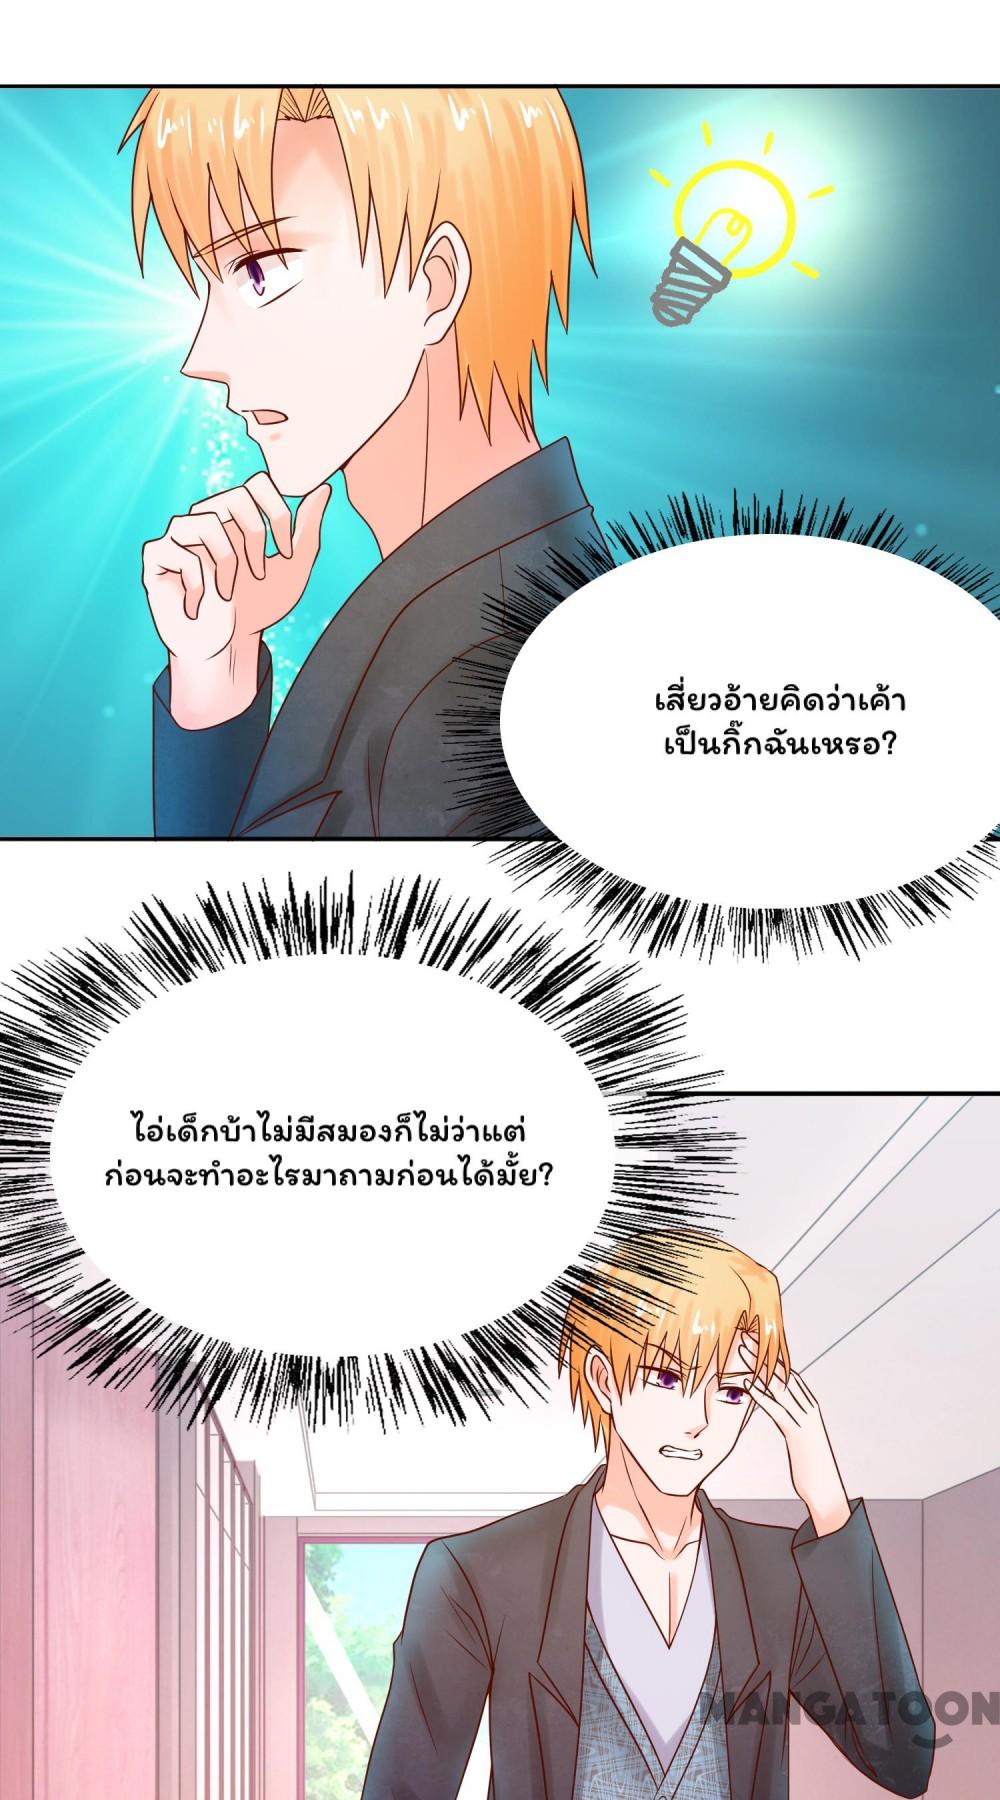 เสี่ยวอ้ายคิดว่าเค้า
เป็นกิ๊กฉันเหรอ?
ไอ่เด็กบ้าไม่มีสมองก็ไม่ว่าแต่
ก่อนจะทำอะไรมาถามก่อนได้มั้ย?
MANGATOON